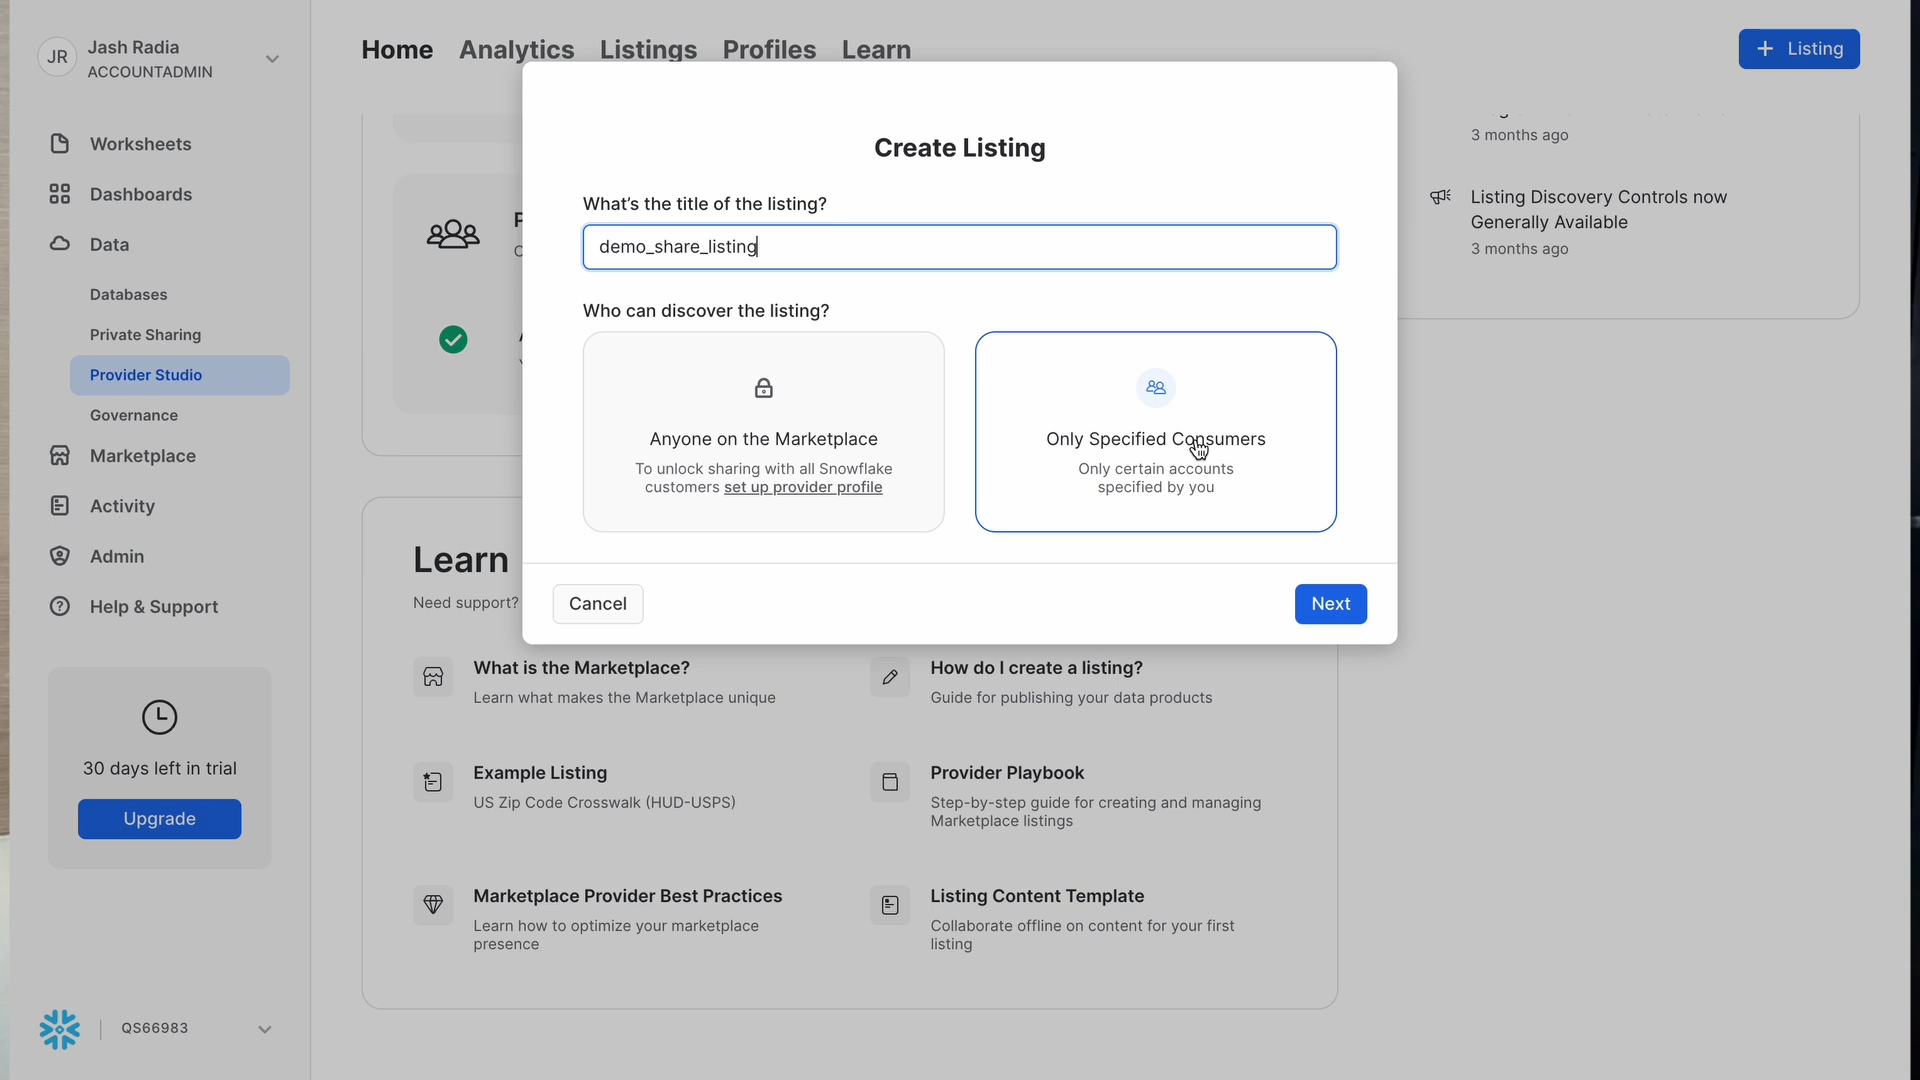 JR
Jash Radia
ACCOUNTADMIN
Worksheets
Dashboards
Data
Databases
Private Sharing
Provider Studio
Governance
Marketplace
Activity
Admin
Help & Support
30 days left in trial
Upgrade
QS66983
Home Analytics Listings Profiles Learn
+ Listing
3 months ago
Listing Discovery Controls now
Generally Available
3 months ago
Create Listing
What's the title of the listing?
demo_share_listing
Who can discover the listing?
Anyone on the Marketplace
To unlock sharing with all Snowflake
customers set up provider profile
Only Specified Consumers
Only certain accounts
specified by you
Cancel
Next
Learn
Need support?
What is the Marketplace?
Learn what makes the Marketplace unique
How do I create a listing?
Guide for publishing your data products
Example Listing
US Zip Code Crosswalk (HUD-USPS)
Provider Playbook
Step-by-step guide for creating and managing
Marketplace listings
Marketplace Provider Best Practices
Learn how to optimize your marketplace
presence
Listing Content Template
Collaborate offline on content for your first
listing